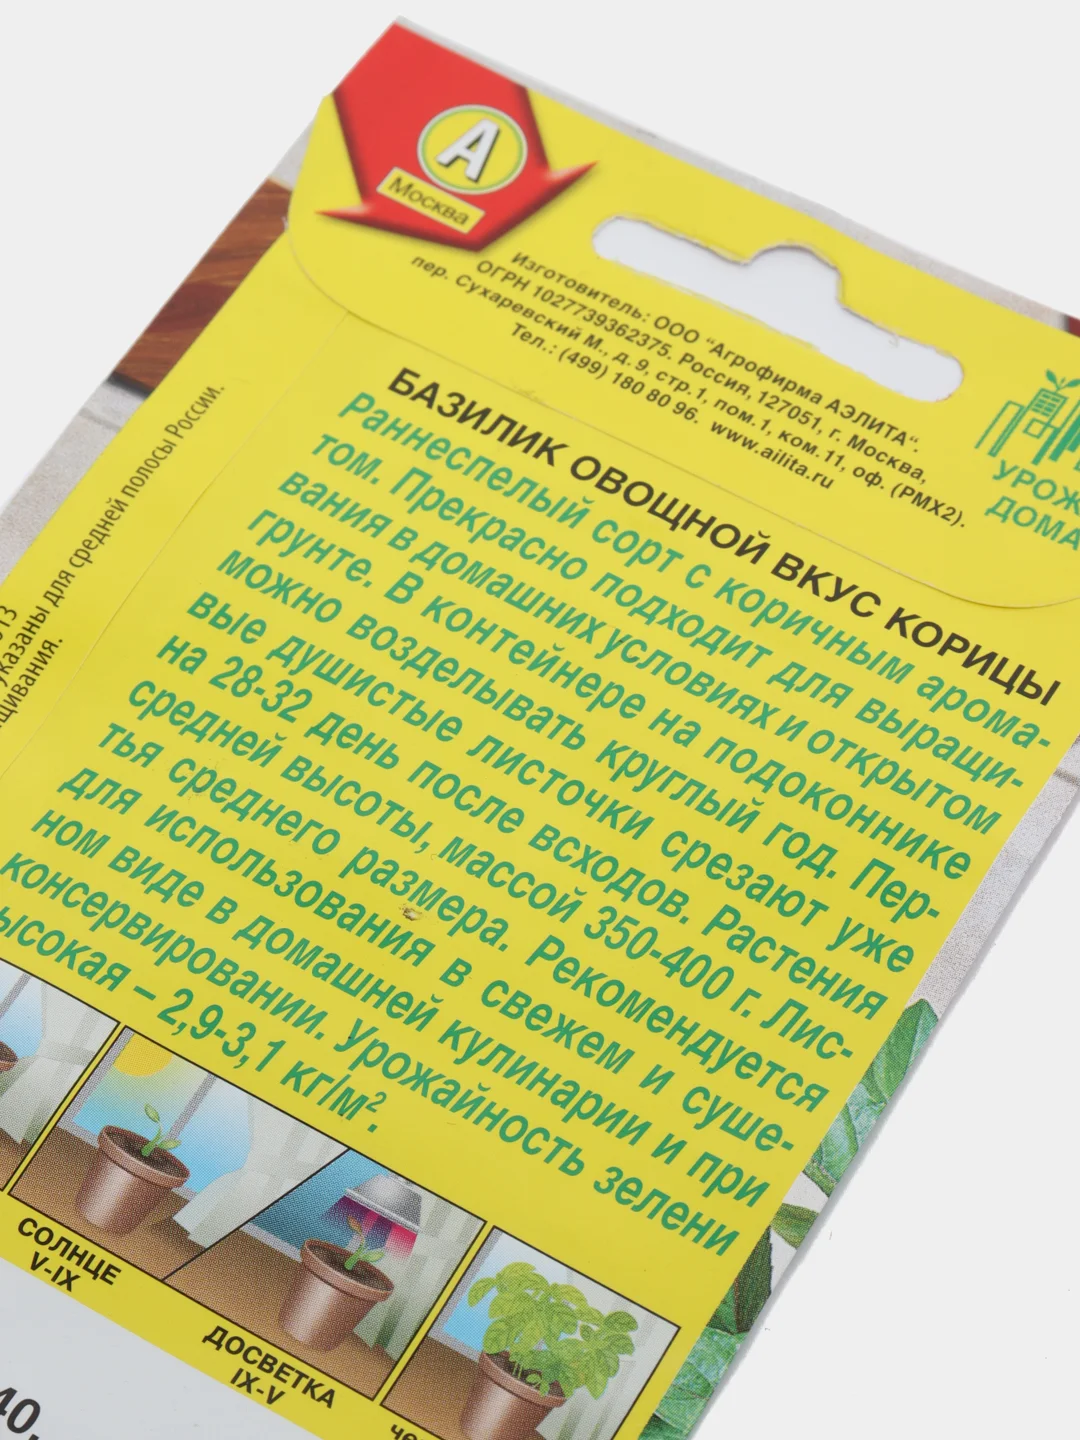 А
Москва
Изготовитель: ООО "Агрофирма АЭЛИТА".
ОГРН 1027739362375. Россия, 127051, г. Москва,
пер. Сухаревский М., д. 9, стр.1, пом.1, ком.11, оф. (РМХ2).
Тел.: (499) 180 80 96. www.ailita.ru
УРОЖ
ДОМА
БАЗИЛИК ОВОЩНОЙ ВКУС КОРИЦЫ
Раннеспелый сорт с коричным арома-
том. Прекрасно подходит для выращи-
вания в домашних условиях и открытом
грунте. В контейнере на подоконнике
можно возделывать круглый год. Пер-
вые душистые листочки срезают уже
на 28-32 день после всходов. Растения
средней высоты, массой 350-400 г. Лис-
тья среднего размера. Рекомендуется
для использования в свежем и суше-
ном виде в домашней кулинарии и при
консервировании. Урожайность зелени
ысокая – 2,9-3,1 кг/м².
13
указаны для средней полосы России.
щивания.
СОЛНЦЕ
V-IX
ДОСВЕТКА
IX-V
че
40.